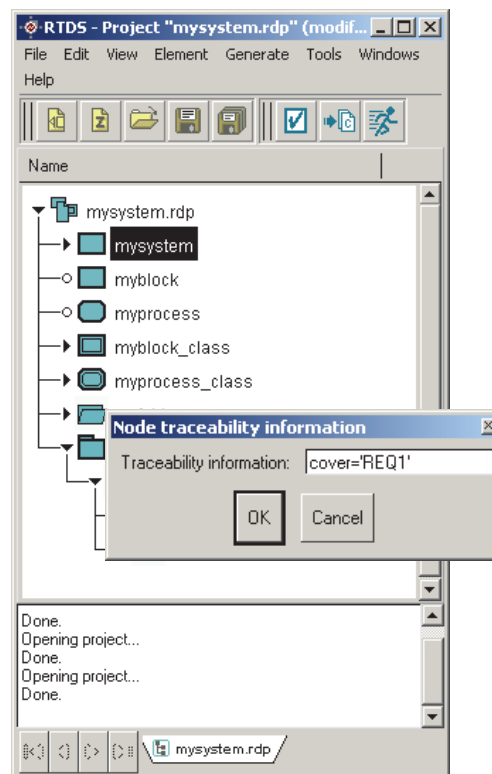 RTDS - Project "mysystem.rdp" (modif...
File Edit View Element Generate Tools Windows
Help
Name
mysystem.rdp
mysystem
myblock
myprocess
myblock_class
myprocess_class
Node traceability information
Traceability information: cover='REQ1'
OK Cancel
Done.
Opening project...
Done.
Opening project...
Done.
mysystem.rdp